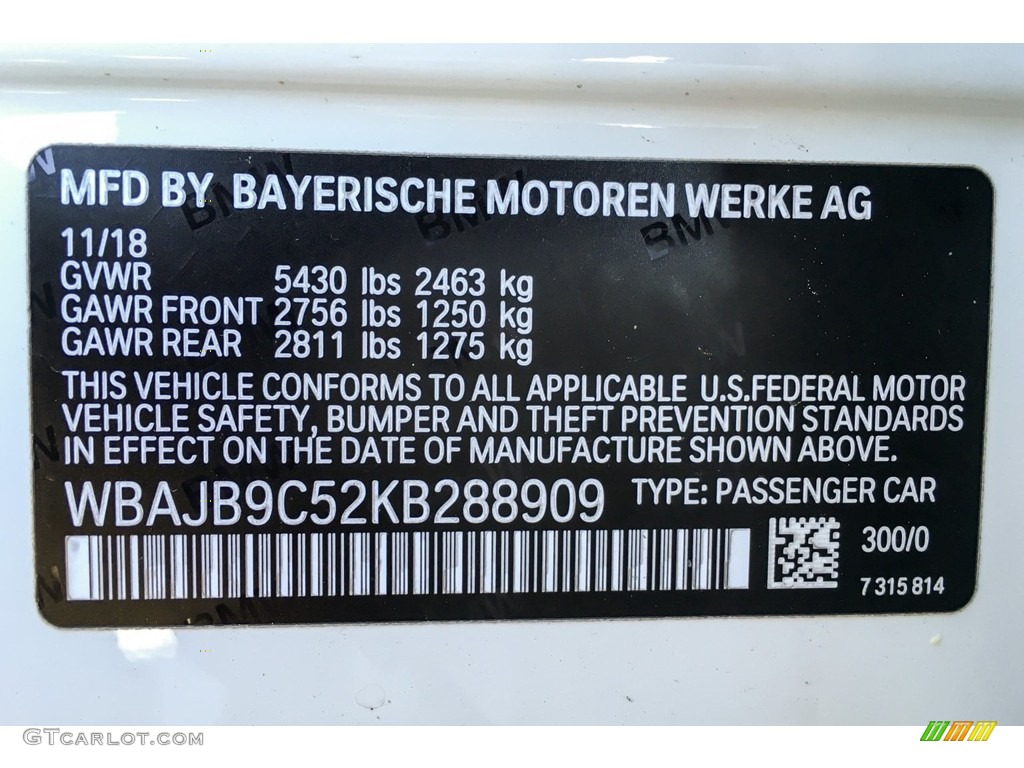 MFD BY BAYERISCHE MOTOREN WERKE AG
11/18
GVWR 5430 lbs 2463 kg
GAWR FRONT 2756 lbs 1250 kg
GAWR REAR 2811 lbs 1275 kg
THIS VEHICLE CONFORMS TO ALL APPLICABLE U.S.FEDERAL MOTOR
VEHICLE SAFETY, BUMPER AND THEFT PREVENTION STANDARDS
IN EFFECT ON THE DATE OF MANUFACTURE SHOWN ABOVE.
WBAJB9C52KB288909 TYPE: PASSENGER CAR
300/0
7 315 814
GTCarlot.com